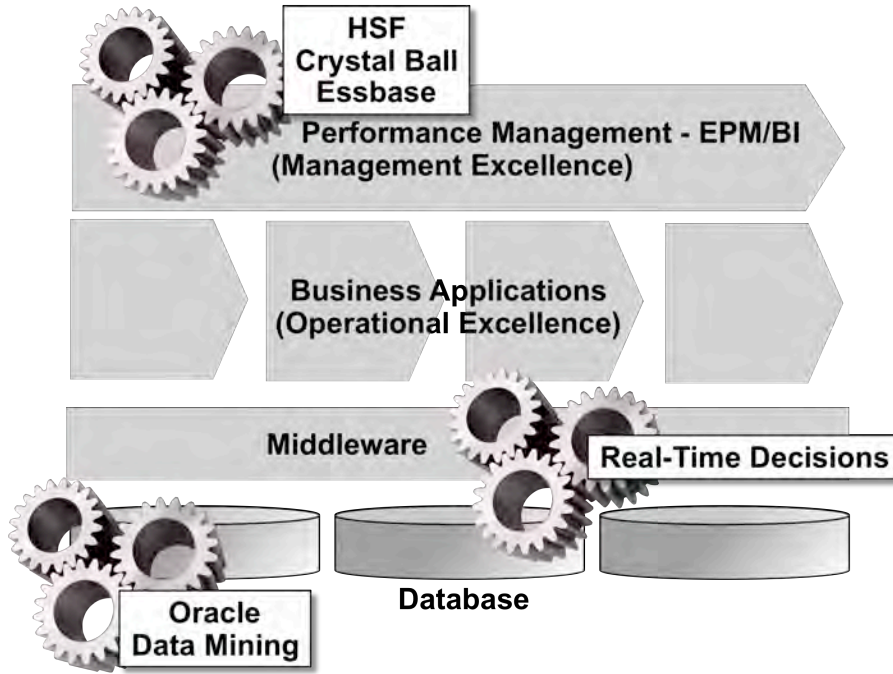 HSF
Crystal Ball
Essbase
Performance Management - EPM/BI
(Management Excellence)
Business Applications
(Operational Excellence)
Middleware
Real-Time Decisions
Database
Oracle
Data Mining